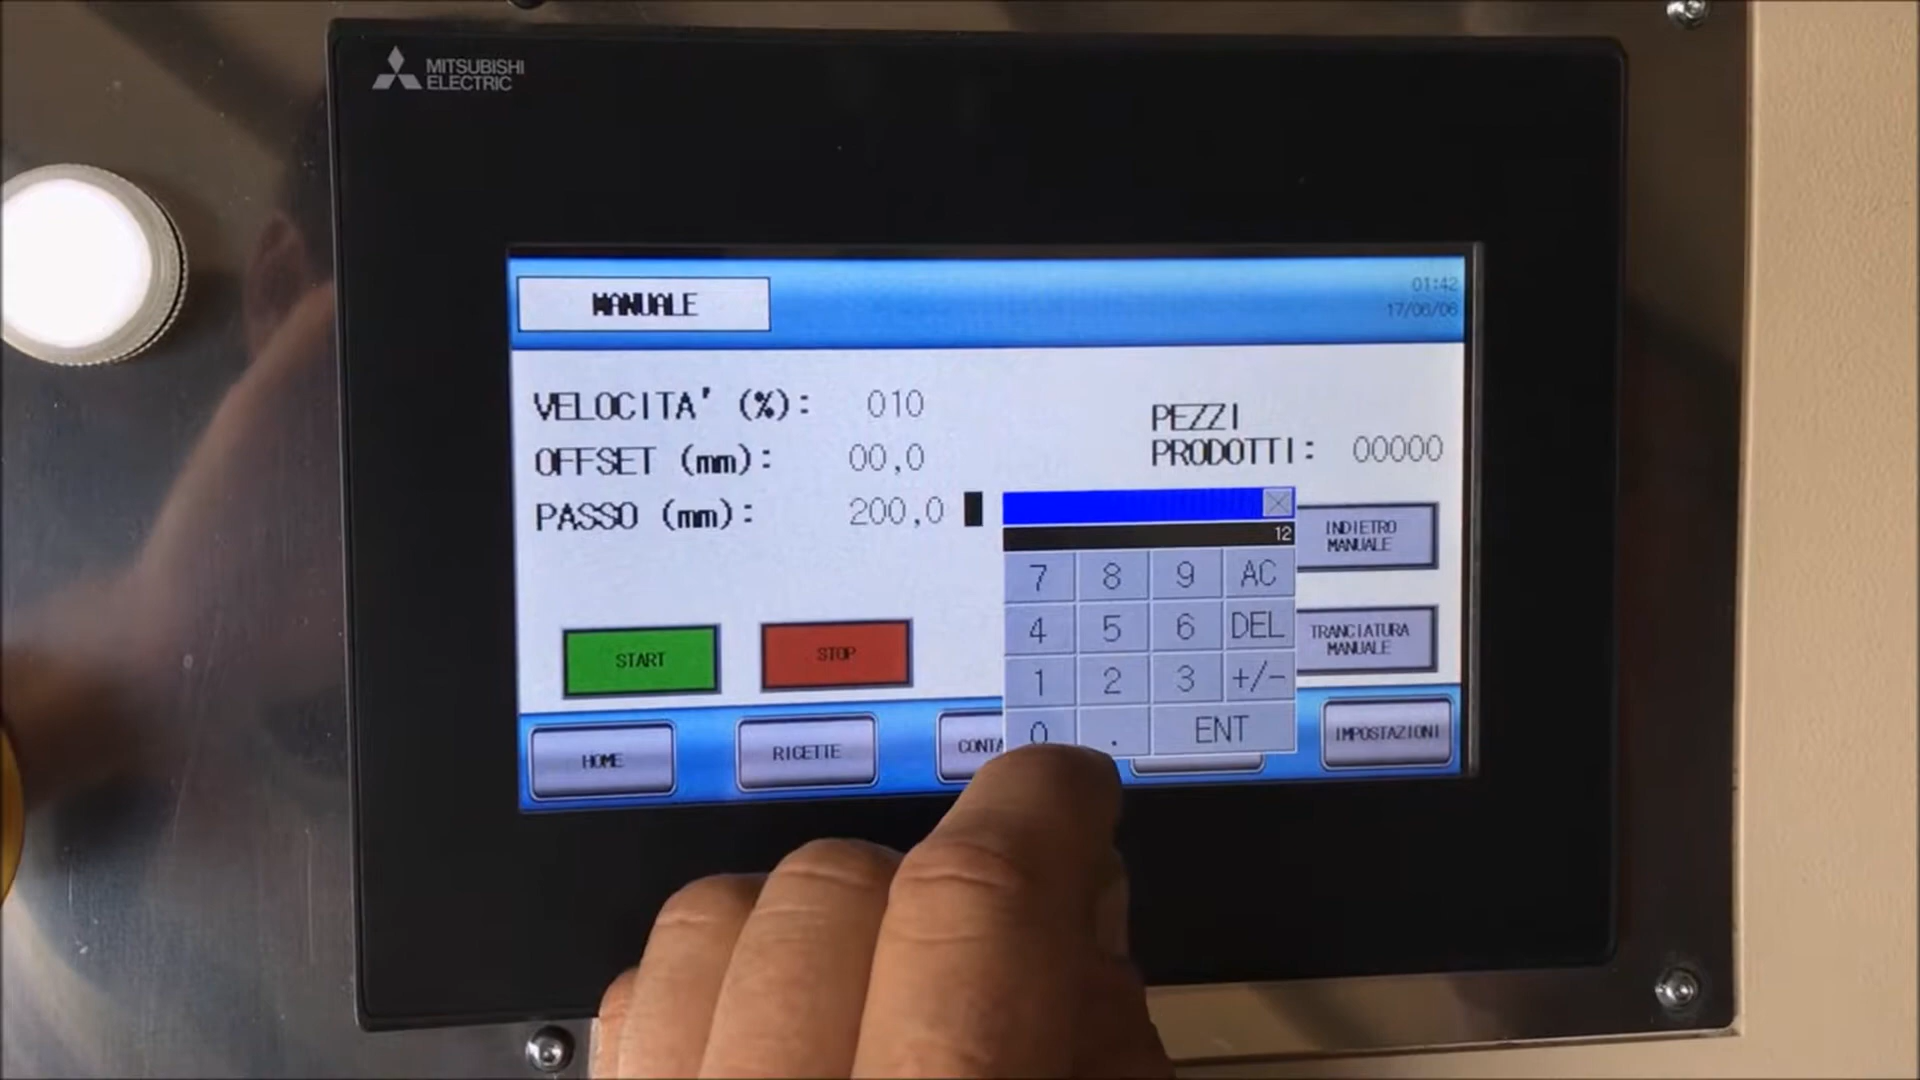 MITSUBISHI
ELECTRIC
MANUALE
01:42
17/06/06
VELOCITA' (%): 010
OFFSET (mm): 00,0
PASSO (mm): 200,0
PEZZI
PRODOTTI: 00000
12
7 8 9 AC
4 5 6 DEL
1 2 3 +/-
0 . ENT
INDIETRO
MANUALE
TRANCIATURA
MANUALE
START
STOP
HOME
RICETTE
CONTA
IMPOSTAZIONI